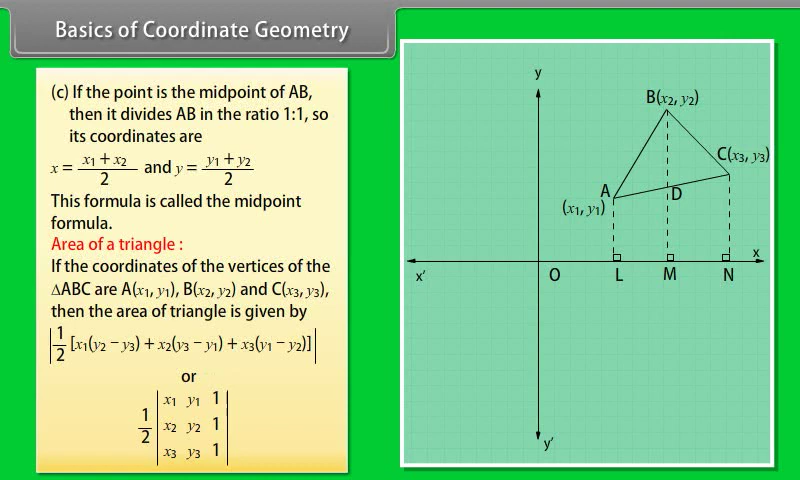 Basics of Coordinate Geometry
(c) If the point is the midpoint of AB,
then it divides AB in the ratio 1:1, so
its coordinates are
x = x1 + x2 / 2 and y = y1 + y2 / 2
This formula is called the midpoint
formula.
Area of a triangle :
If the coordinates of the vertices of the
ΔABC are A(x1, y1), B(x2, y2) and C(x3, y3),
then the area of triangle is given by
| 1/2 [x1(y2 − y3) + x2(y3 − y1) + x3(y1 − y2)] |
or
1/2 | x1 y1 1
x2 y2 1
x3 y3 1 |
y
B(x2, y2)
C(x3, y3)
A
D
(x1, y1)
x
x'
O
L
M
N
y'